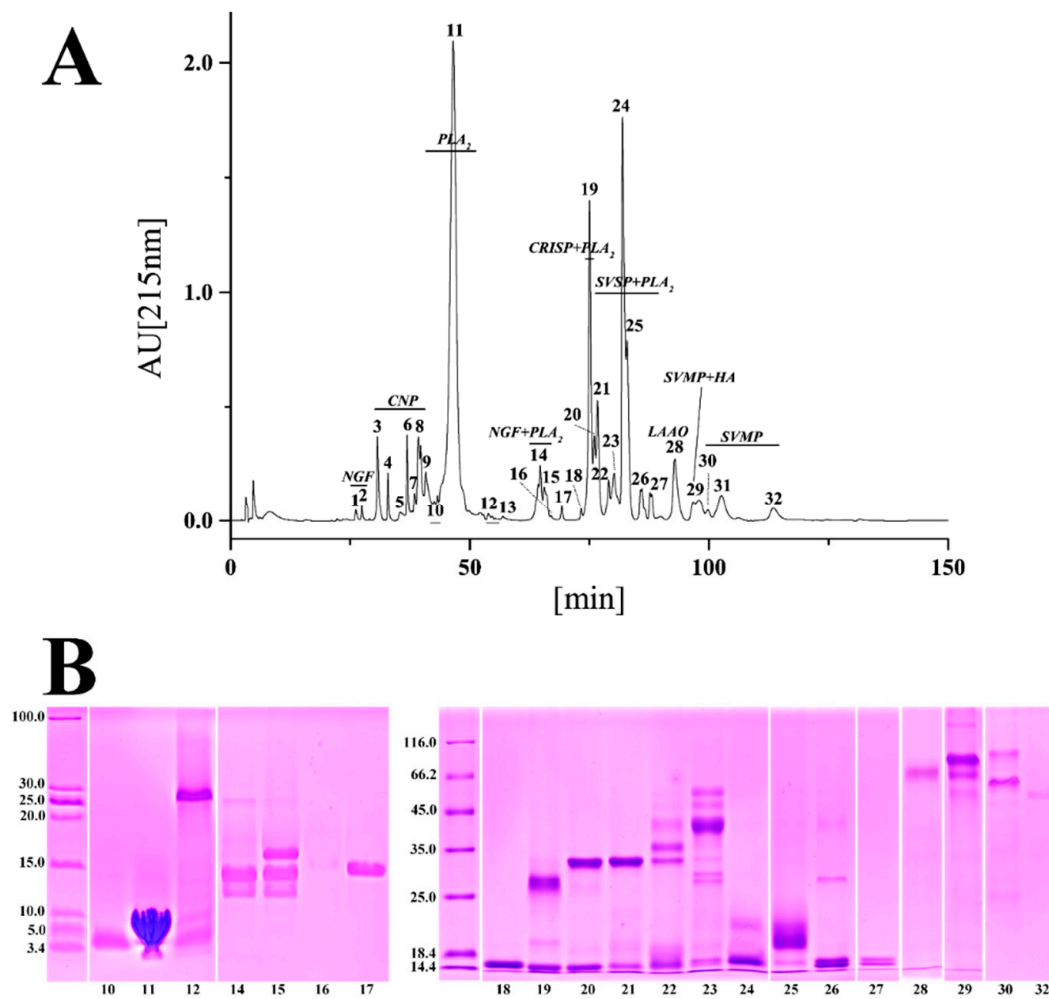 A
AU[215nm]
2.0
1.0
0.0
0
50
100
150
[min]
NGF
CNP
PLA₂
NGF+PLA₂
CRISP+PLA₂
SVSP+PLA₂
LAAO
SVMP+HA
SVMP
1 2 3 4 5 6 7 8 9 10 11 12 13 14 15 16 17 18 19 20 21 22 23 24 25 26 27 28 29 30 31 32
B
100.0
30.0
25.0
20.0
15.0
10.0
5.0
3.4
10 11 12 14 15 16 17
116.0
66.2
45.0
35.0
25.0
18.4
14.4
18 19 20 21 22 23 24 25 26 27 28 29 30 32